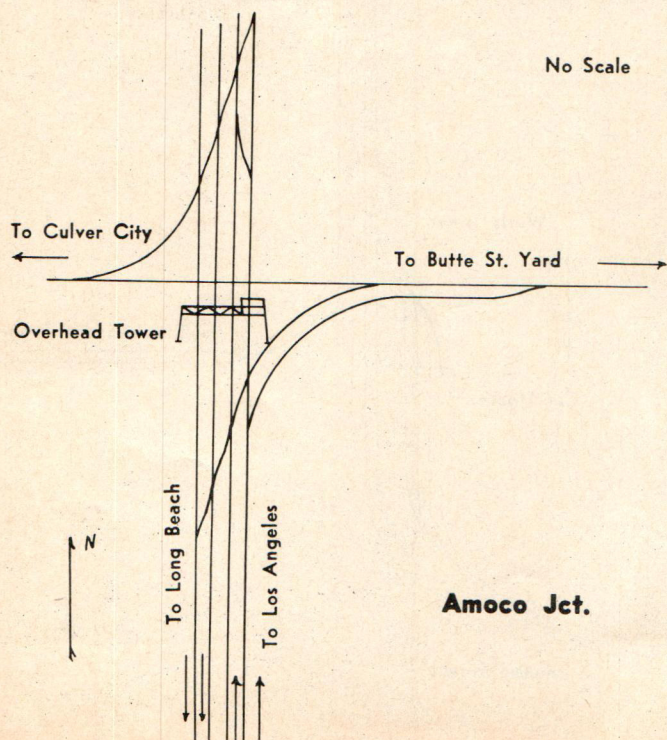 No Scale
To Culver City
To Butte St. Yard
Overhead Tower
To Long Beach
To Los Angeles
N
Amoco Jct.